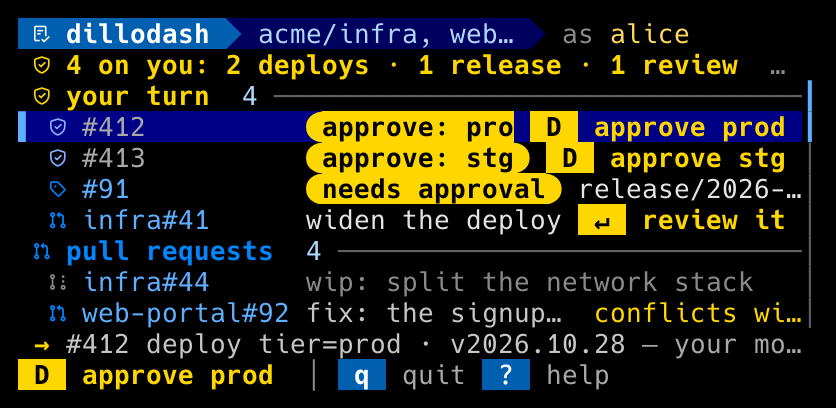 dillodash acme/infra, web… as alice
4 on you: 2 deploys · 1 release · 1 review …
your turn 4
#412 approve: pro D approve prod
#413 approve: stg D approve stg
#91 needs approval release/2026-…
infra#41 widen the deploy ↵ review it
pull requests 4
infra#44 wip: split the network stack
web-portal#92 fix: the signup… conflicts wi…
→ #412 deploy tier=prod · v2026.10.28 — your mo…
D approve prod │ q quit ? help